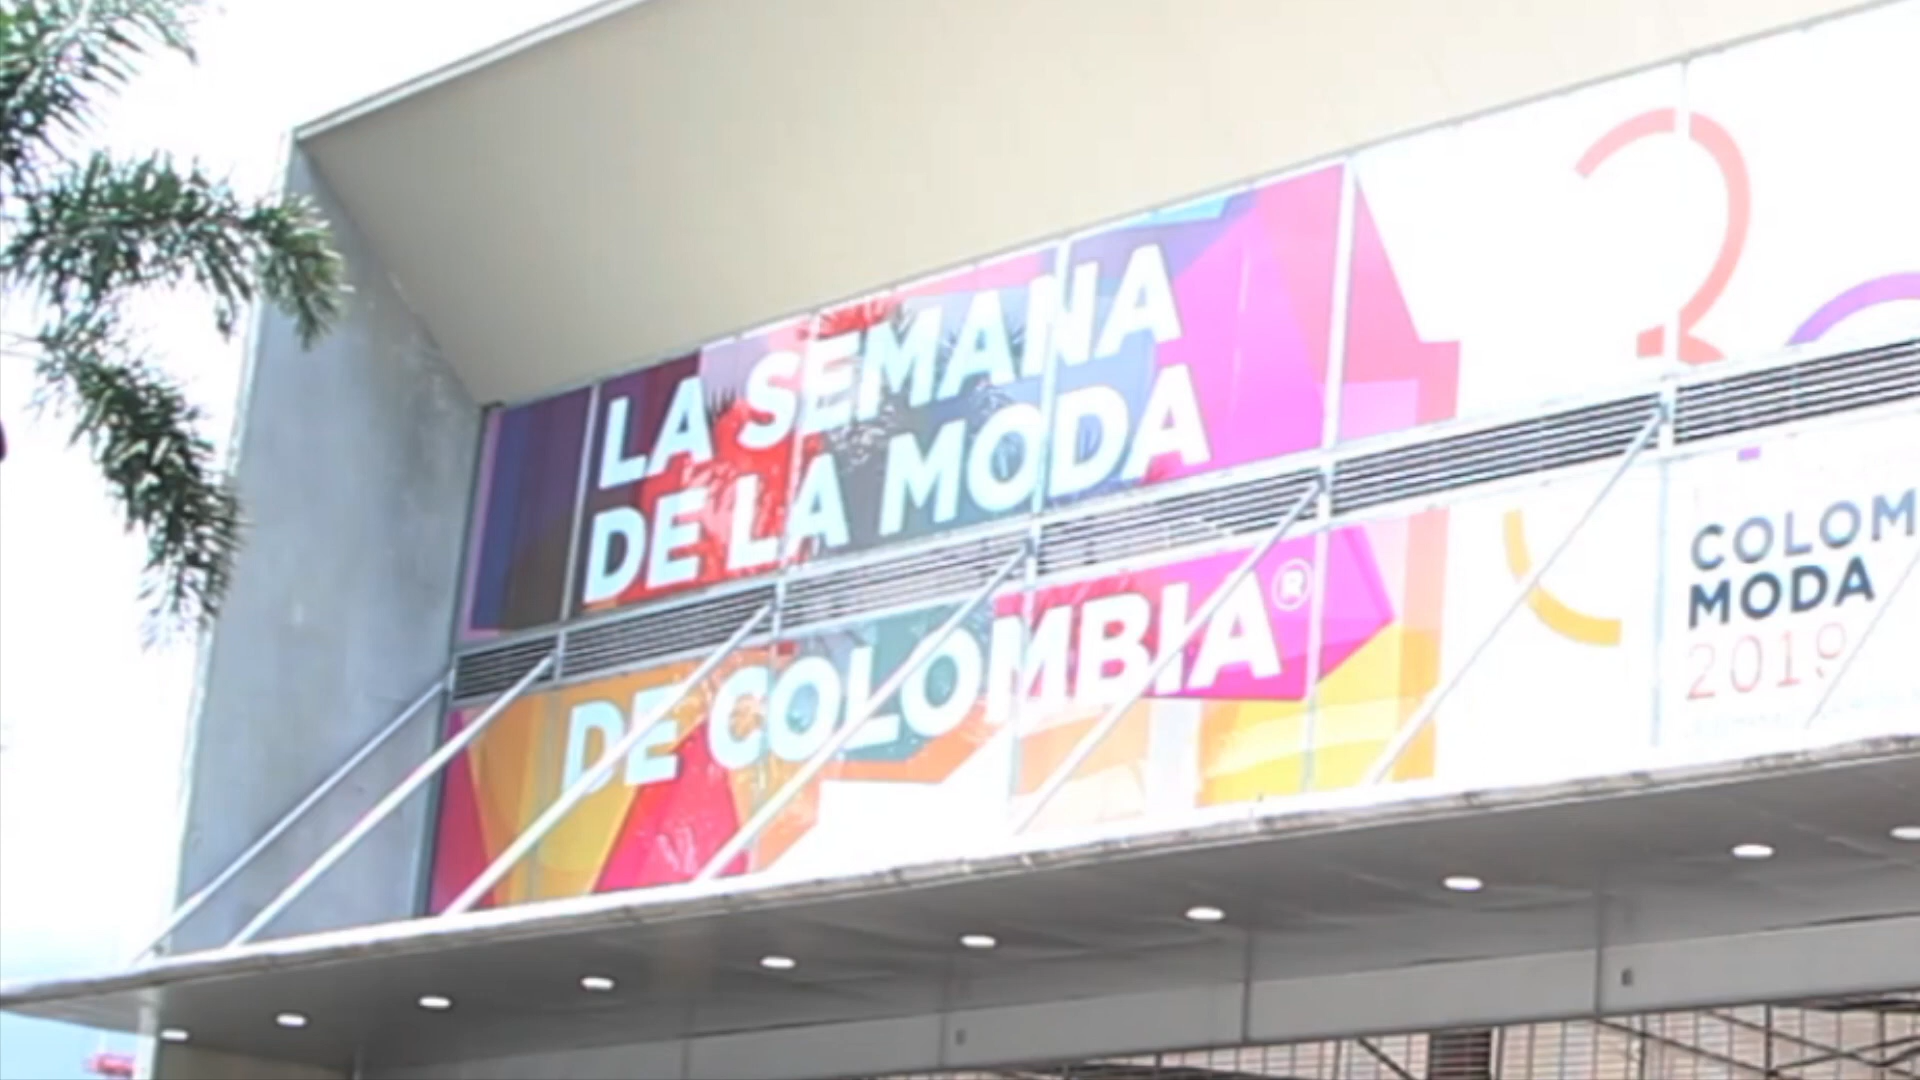 LA SEMANA
DE LA MODA
DE COLOMBIA®
COLOM
MODA
2019